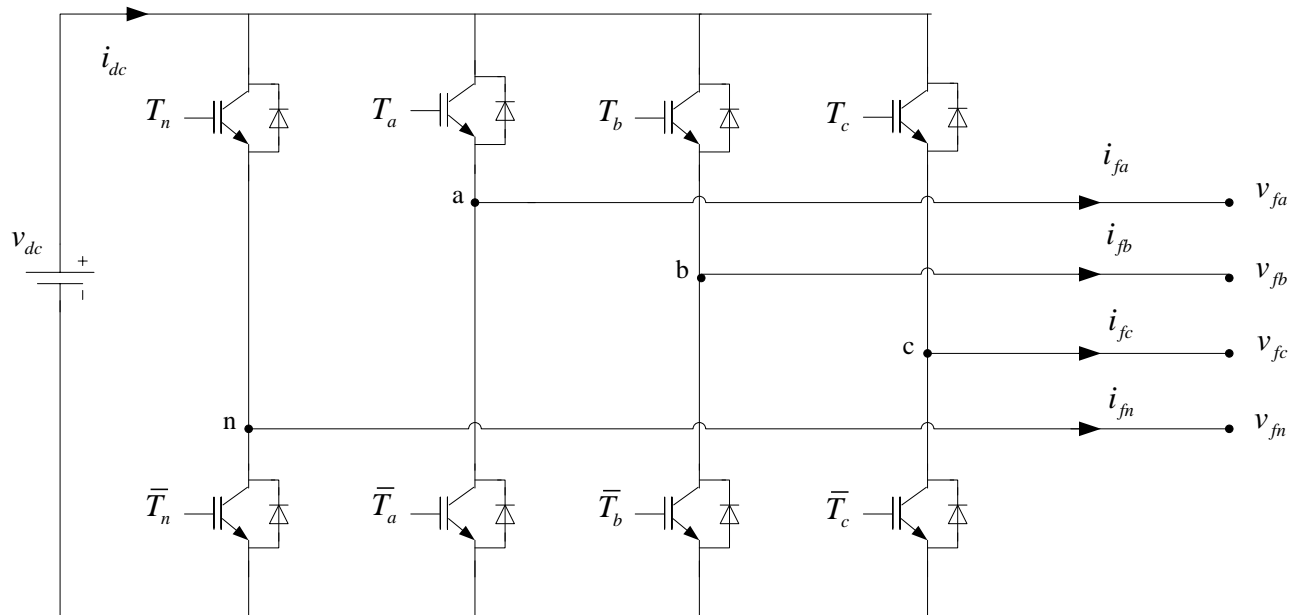 i_dc
T_n
T_a
T_b
T_c
i_fa
a
v_fa
v_dc
+
i_fb
b
v_fb
−
i_fc
c
v_fc
i_fn
n
v_fn
T̅_n
T̅_a
T̅_b
T̅_c